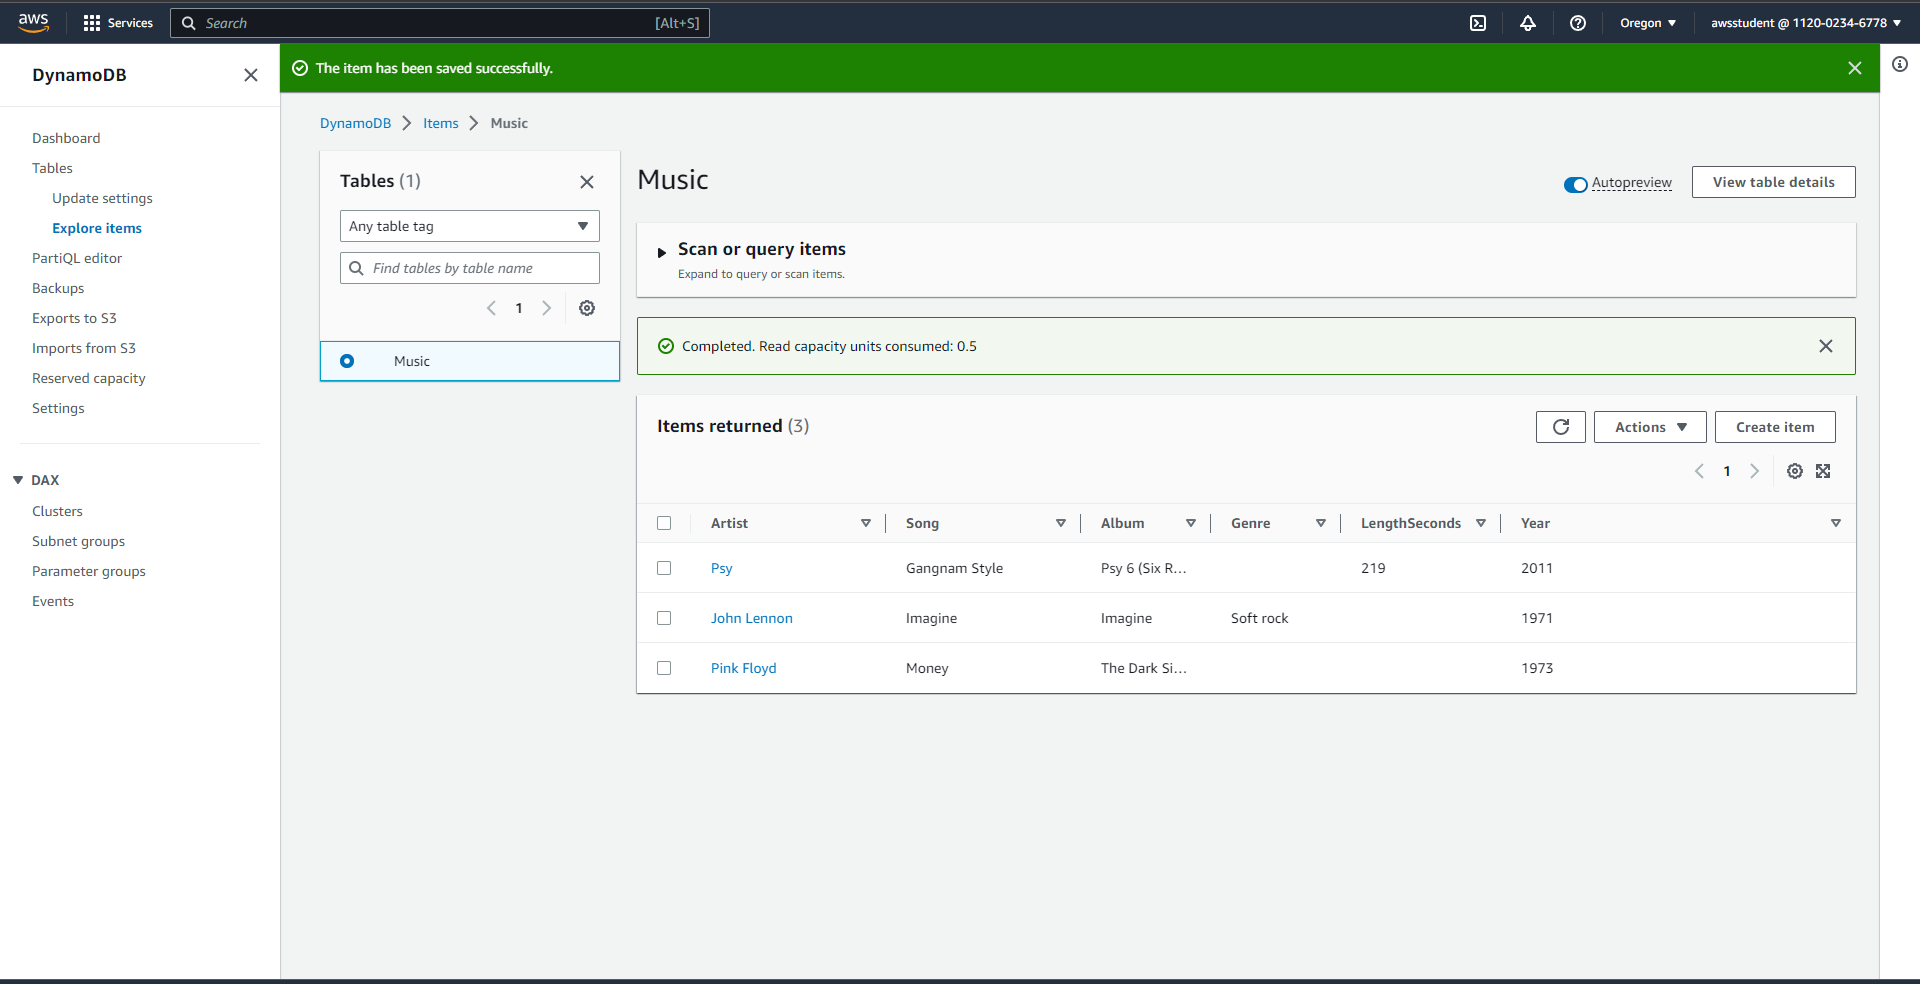 aws Services Search [Alt+S] Oregon awsstudent @ 1120-0234-6778
DynamoDB
Dashboard
Tables
Update settings
Explore items
PartiQL editor
Backups
Exports to S3
Imports from S3
Reserved capacity
Settings
DAX
Clusters
Subnet groups
Parameter groups
Events
The item has been saved successfully.
DynamoDB Items Music
Tables (1)
Any table tag
Find tables by table name
1
Music
Music
Autopreview View table details
Scan or query items
Expand to query or scan items.
Completed. Read capacity units consumed: 0.5
Items returned (3) Actions Create item
1
Artist Song Album Genre LengthSeconds Year
Psy Gangnam Style Psy 6 (Six R... 219 2011
John Lennon Imagine Imagine Soft rock 1971
Pink Floyd Money The Dark Si... 1973